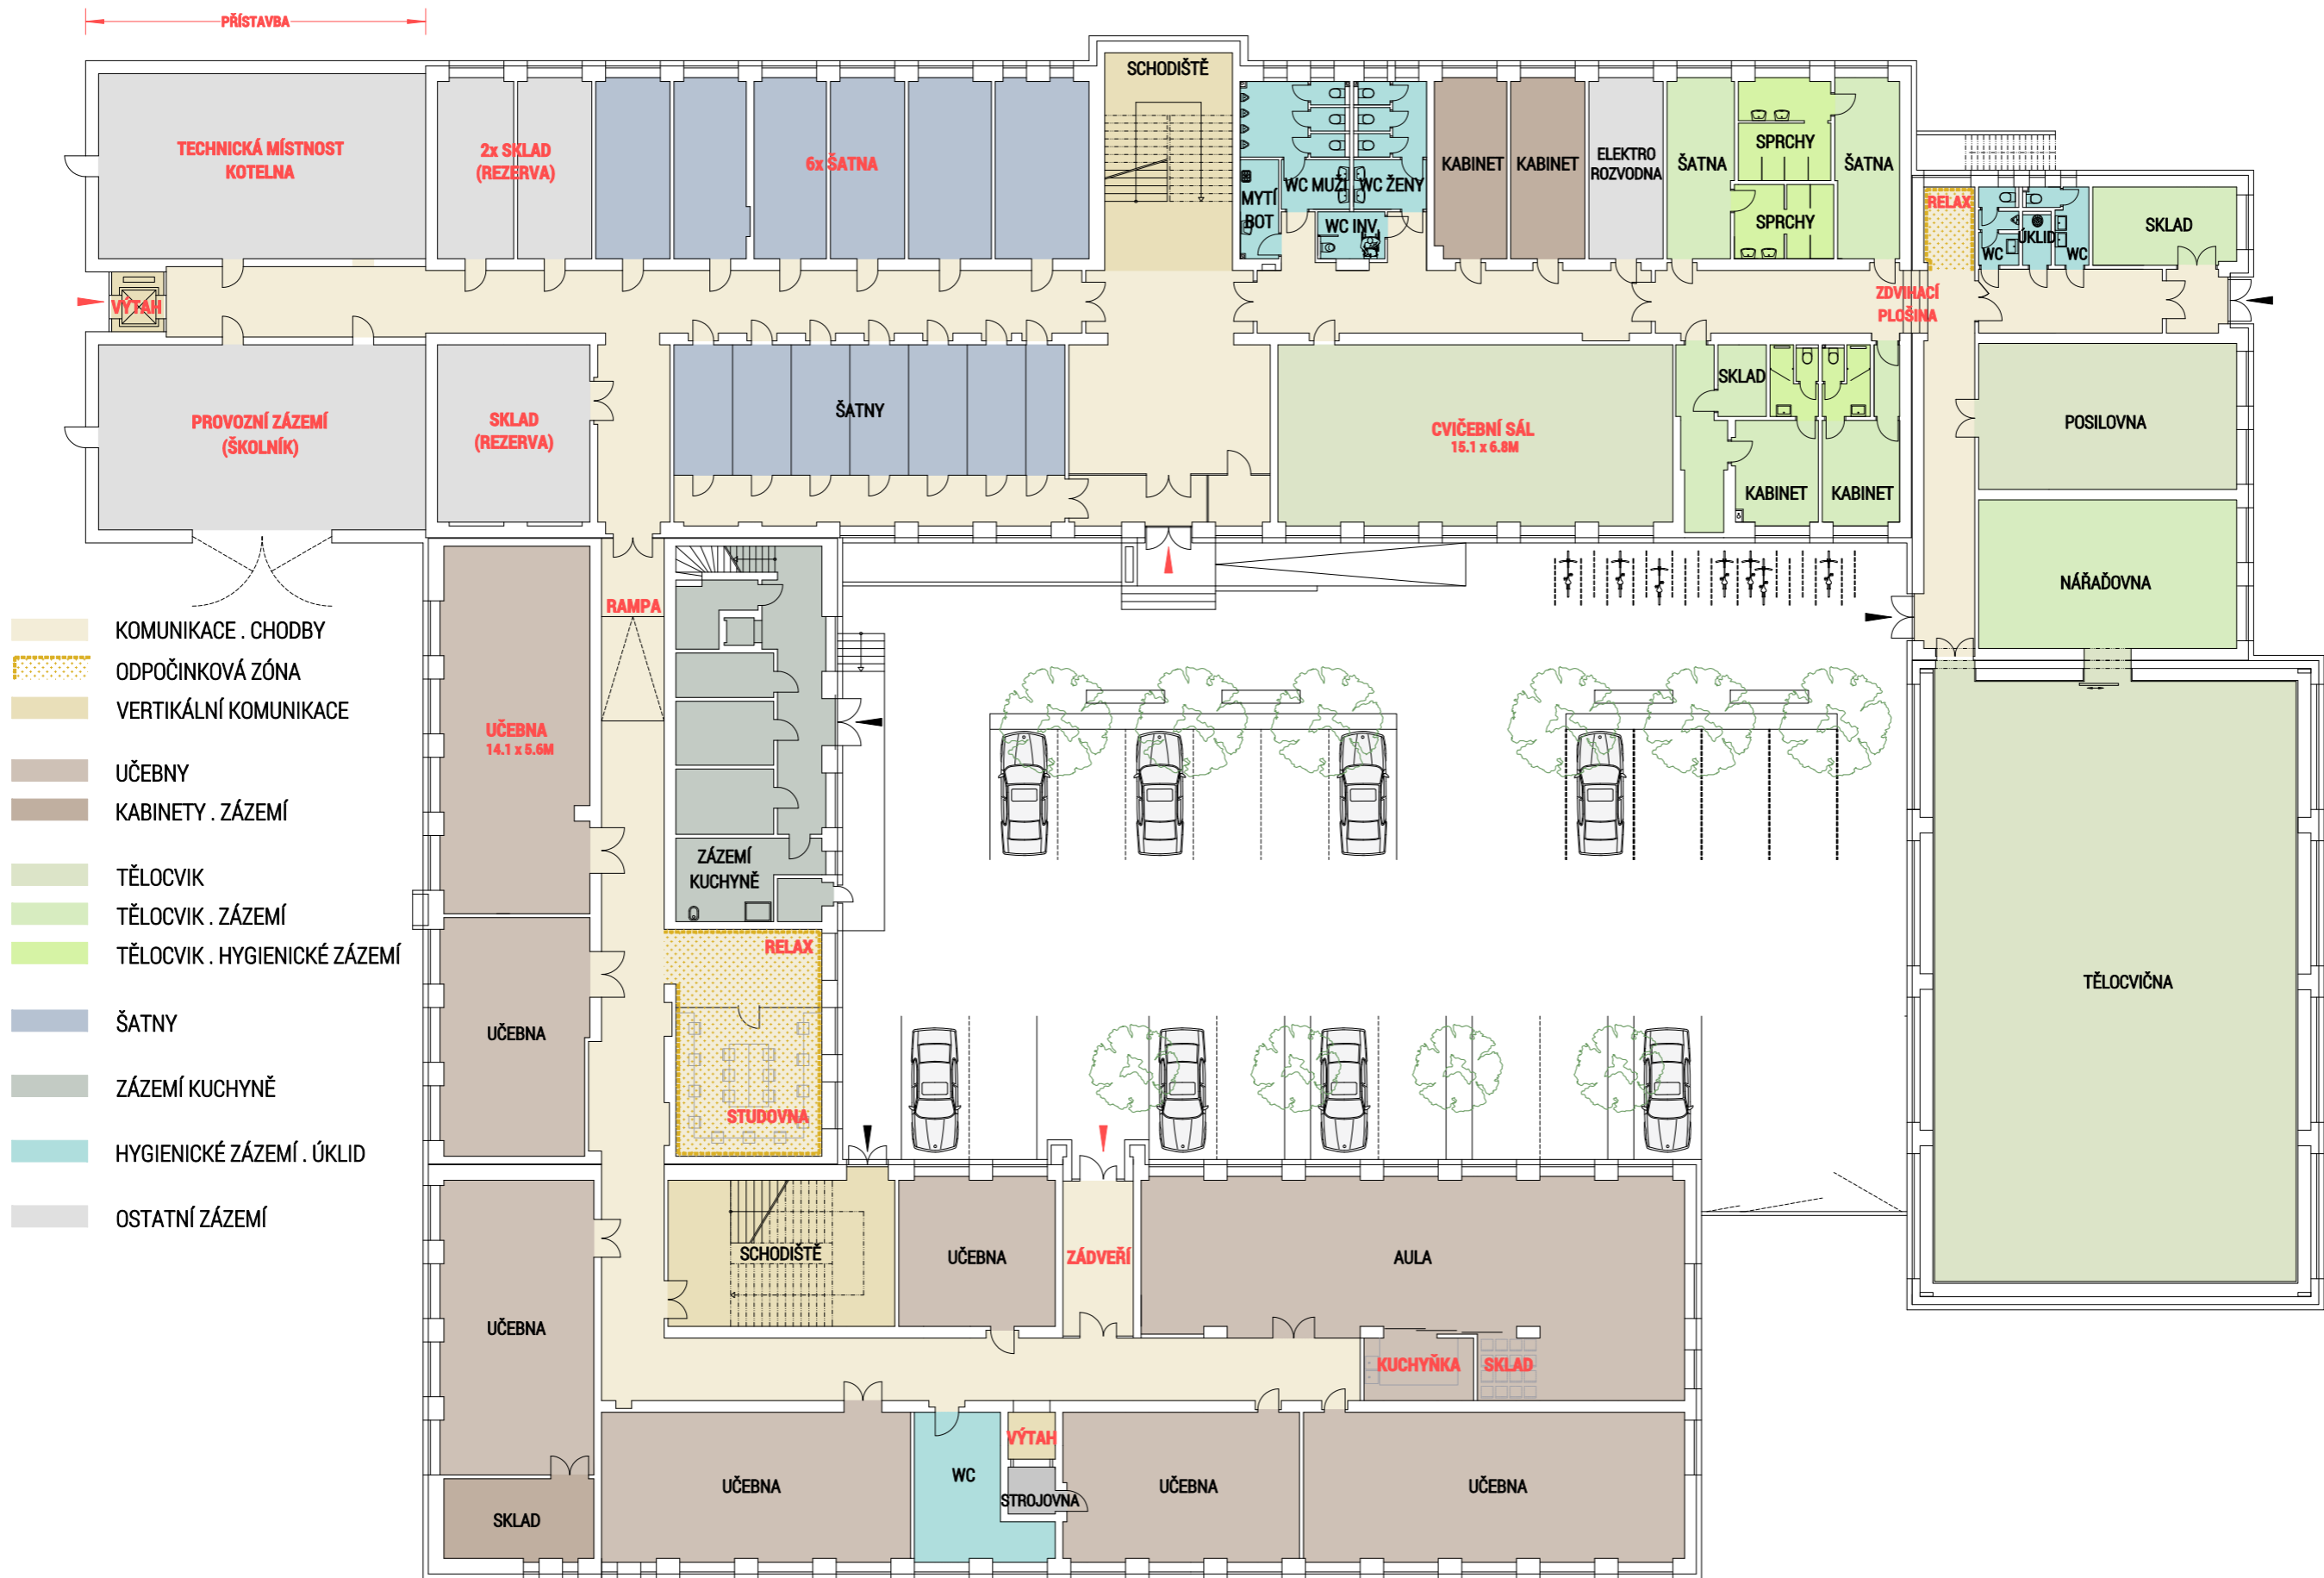 PŘÍSTAVBA
SCHODIŠTĚ
TECHNICKÁ MÍSTNOST
KOTELNA
2x SKLAD
(REZERVA)
6x ŠATNA
KABINET
KABINET
ELEKTRO
ROZVODNA
ŠATNA
SPRCHY
ŠATNA
WC MUŽI
WC ŽENY
MYTÍ
BOT
WC INV.
SPRCHY
RELAX
SKLAD
ÚKLID
WC
WC
VÝTAH
ZDVIHACÍ
PLOŠINA
PROVOZNÍ ZÁZEMÍ
(ŠKOLNÍK)
SKLAD
(REZERVA)
ŠATNY
CVIČEBNÍ SÁL
15.1 x 6.8M
SKLAD
KABINET
KABINET
POSILOVNA
NÁŘAĎOVNA
RAMPA
KOMUNIKACE . CHODBY
ODPOČINKOVÁ ZÓNA
VERTIKÁLNÍ KOMUNIKACE
UČEBNY
KABINETY . ZÁZEMÍ
TĚLOCVIK
TĚLOCVIK . ZÁZEMÍ
TĚLOCVIK . HYGIENICKÉ ZÁZEMÍ
ŠATNY
ZÁZEMÍ KUCHYNĚ
HYGIENICKÉ ZÁZEMÍ . ÚKLID
OSTATNÍ ZÁZEMÍ
UČEBNA
14.1 x 5.6M
ZÁZEMÍ
KUCHYNĚ
RELAX
UČEBNA
STUDOVNA
TĚLOCVIČNA
SCHODIŠTĚ
UČEBNA
ZÁDVEŘÍ
AULA
UČEBNA
KUCHYŇKA
SKLAD
VÝTAH
UČEBNA
WC
STROJOVNA
UČEBNA
UČEBNA
SKLAD